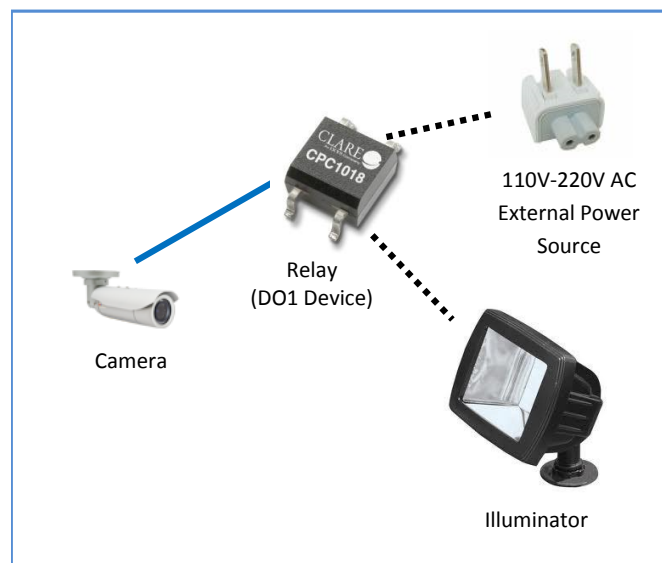 CLARE
CPC1018
110V-220V AC
External Power
Source
Relay
(DO1 Device)
Camera
Illuminator